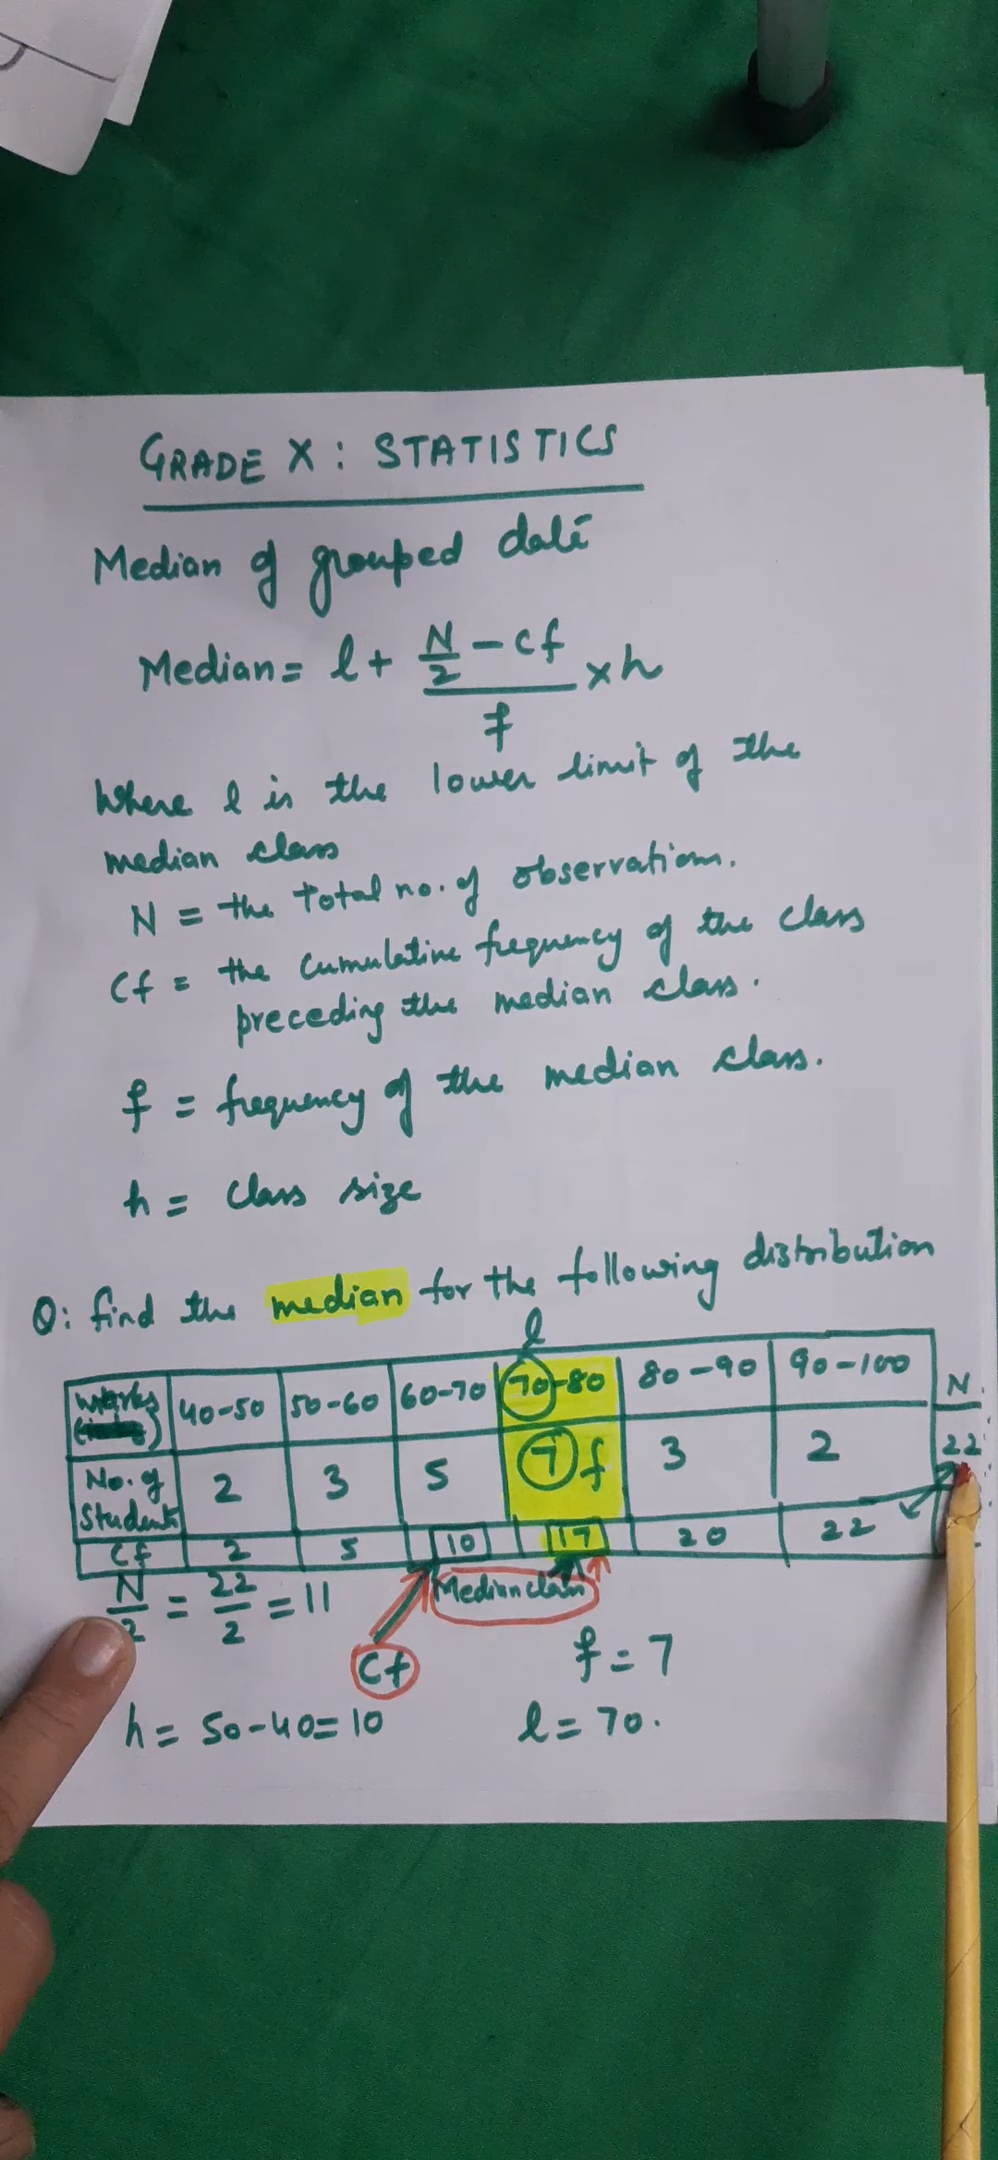 GRADE X: STATISTICS
Median of grouped data
Median = l + (N/2 - cf)/f × h
Where l is the lower limit of the
median class
N = the total no. of observations.
Cf = the cumulative frequency of the class
preceding the median class.
f = frequency of the median class.
h = class size
Q: find the median for the following distribution
l
Marks 40-50 50-60 60-70 70-80 80-90 90-100 N
No. of Students 2 3 5 7 f 3 2 22
Cf 2 5 10 17 20 22
N/2 = 22/2 = 11
Median class
Cf
f = 7
h = 50-40=10
l = 70.